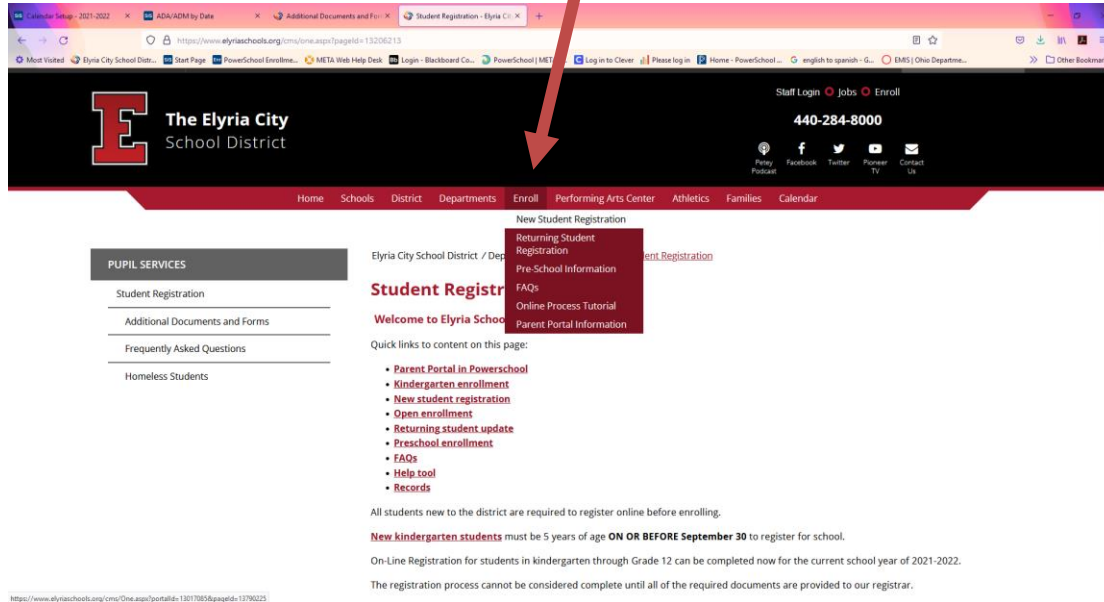 Calendar Setup - 2021-2022
ADA/ADM by Date
Additional Documents and For
Student Registration - Elyria Ci
https://www.elyriaschools.org/cms/one.aspx?pageId=13206213
Most Visited Elyria City School Distr... Start Page PowerSchool Enrollme... META Web Help Desk Login - Blackboard Co... PowerSchool | Log in to Clever Please log in Home - PowerSchool ... english to spanish - G... EMIS | Ohio Departme... Other Bookmar
Staff Login Jobs Enroll
440-284-8000
The Elyria City
School District
E
Petey Podcast
Facebook
Twitter
Pioneer TV
Contact Us
Home Schools District Departments Enroll Performing Arts Center Athletics Families Calendar
New Student Registration
Returning Student
Registration
Pre-School Information
FAQs
Online Process Tutorial
Parent Portal Information
PUPIL SERVICES
Student Registration
Additional Documents and Forms
Frequently Asked Questions
Homeless Students
Elyria City School District / Dep ent Registration
Student Registr
Welcome to Elyria Schoo
Quick links to content on this page:
• Parent Portal in Powerschool
• Kindergarten enrollment
• New student registration
• Open enrollment
• Returning student update
• Preschool enrollment
• FAQs
• Help tool
• Records
All students new to the district are required to register online before enrolling.
New kindergarten students must be 5 years of age ON OR BEFORE September 30 to register for school.
On-Line Registration for students in kindergarten through Grade 12 can be completed now for the current school year of 2021-2022.
The registration process cannot be considered complete until all of the required documents are provided to our registrar.
https://www.elyriaschools.org/cms/One.aspx?portalId=13017085&pageId=13790225